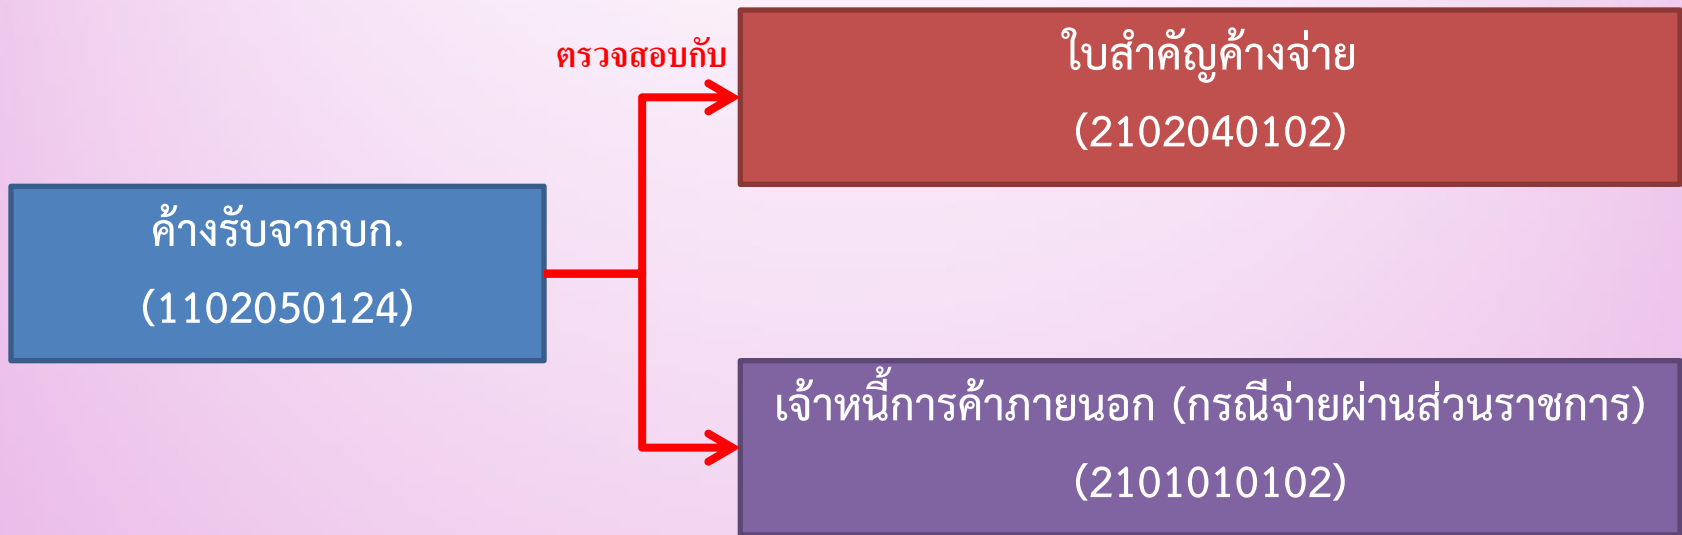 ตรวจสอบกับ
ใบสำคัญค้างจ่าย
(2102040102)
ค้างรับจากบก.
(1102050124)
เจ้าหนี้การค้าภายนอก (กรณีจ่ายผ่านส่วนราชการ)
(2101010102)